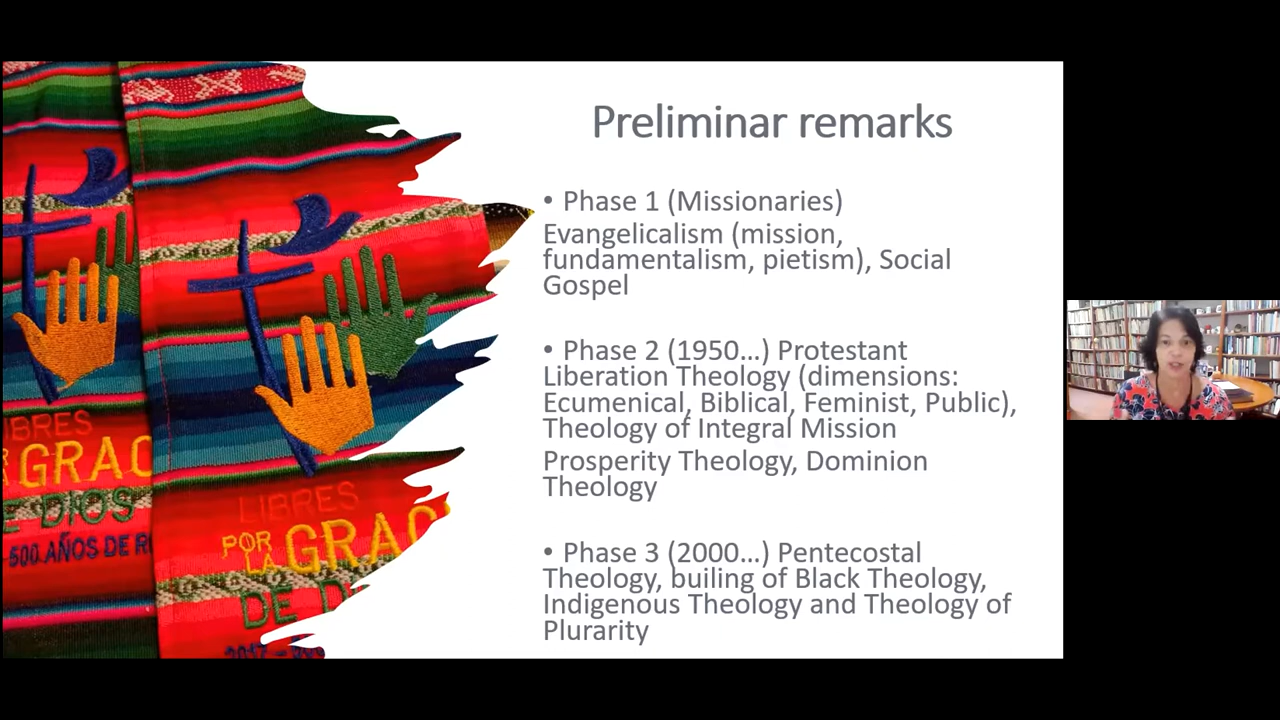 Preliminar remarks
• Phase 1 (Missionaries)
Evangelicalism (mission,
fundamentalism, pietism), Social
Gospel
• Phase 2 (1950...) Protestant
Liberation Theology (dimensions:
Ecumenical, Biblical, Feminist, Public),
Theology of Integral Mission
Prosperity Theology, Dominion
Theology
• Phase 3 (2000...) Pentecostal
Theology, builing of Black Theology,
Indigenous Theology and Theology of
Plurarity
GRAC
E DIOS
500 AÑOS DE R
LIBRES
POR
LA GRAC
DE D